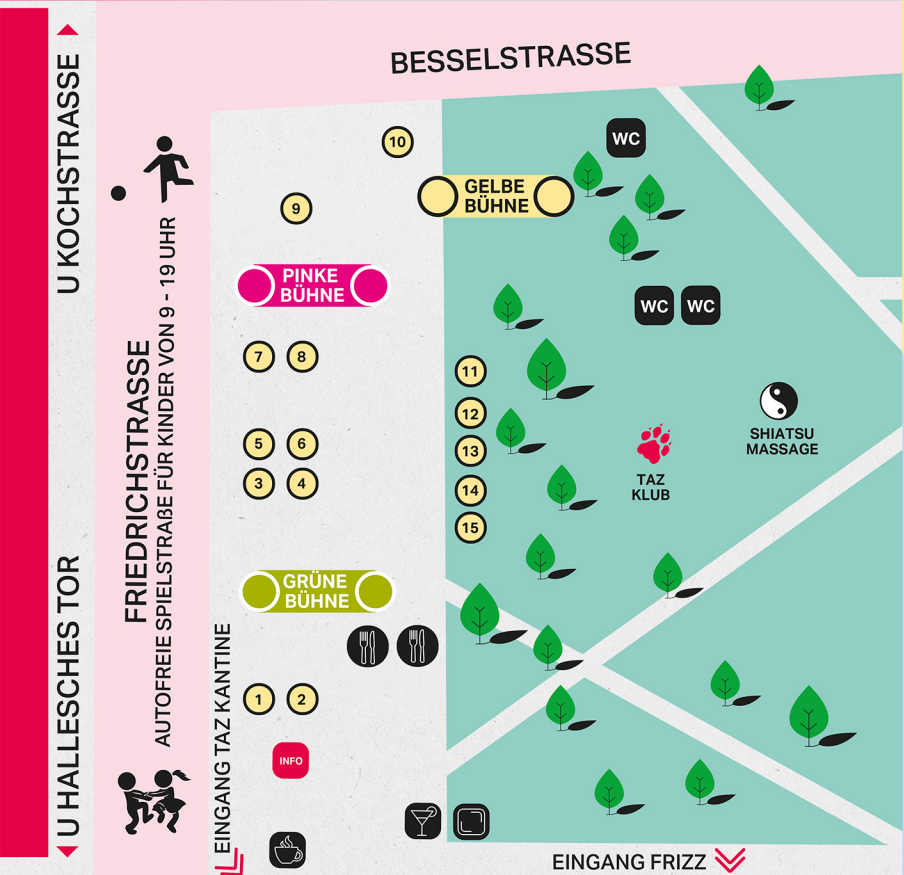 BESSELSTRASSE
U KOCHSTRASSE
U HALLESCHES TOR
FRIEDRICHSTRASSE
AUTOFREIE SPIELSTRAßE FÜR KINDER VON 9 - 19 UHR
10
WC
GELBE
BÜHNE
9
PINKE
BÜHNE
WC WC
7 8
11
12
5 6
13
3 4
14
15
SHIATSU
MASSAGE
TAZ
KLUB
GRÜNE
BÜHNE
1 2
INFO
EINGANG TAZ KANTINE
EINGANG FRIZZ